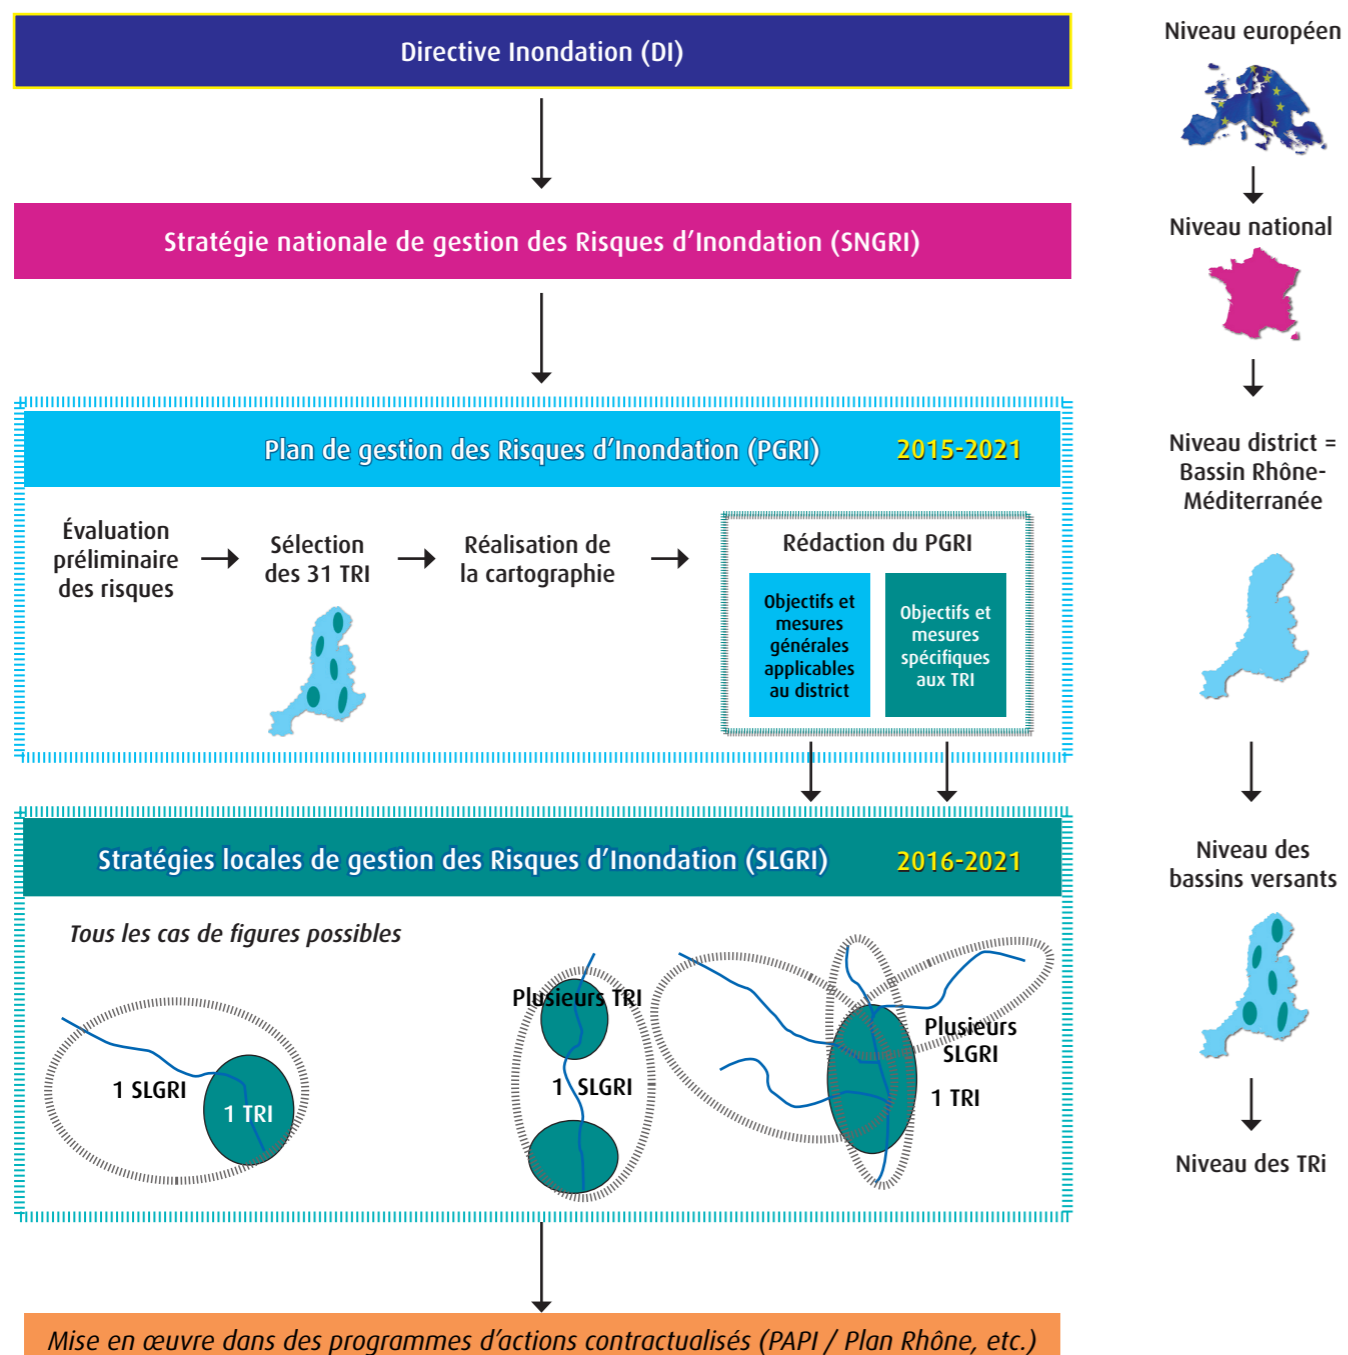 Directive Inondation (DI)
Niveau européen
Stratégie nationale de gestion des Risques d’Inondation (SNGRI)
Niveau national
Plan de gestion des Risques d’Inondation (PGRI) 2015-2021
Niveau district =
Bassin Rhône-
Méditerranée
Évaluation
préliminaire
des risques
Sélection
des 31 TRI
Réalisation de
la cartographie
Rédaction du PGRI
Objectifs et
mesures
générales
applicables
au district
Objectifs et
mesures
spécifiques
aux TRI
Stratégies locales de gestion des Risques d’Inondation (SLGRI) 2016-2021
Niveau des
bassins versants
Tous les cas de figures possibles
1 SLGRI
1 TRI
Plusieurs TRI
1 SLGRI
Plusieurs
SLGRI
1 TRI
Niveau des TRi
Mise en œuvre dans des programmes d’actions contractualisés (PAPI / Plan Rhône, etc.)